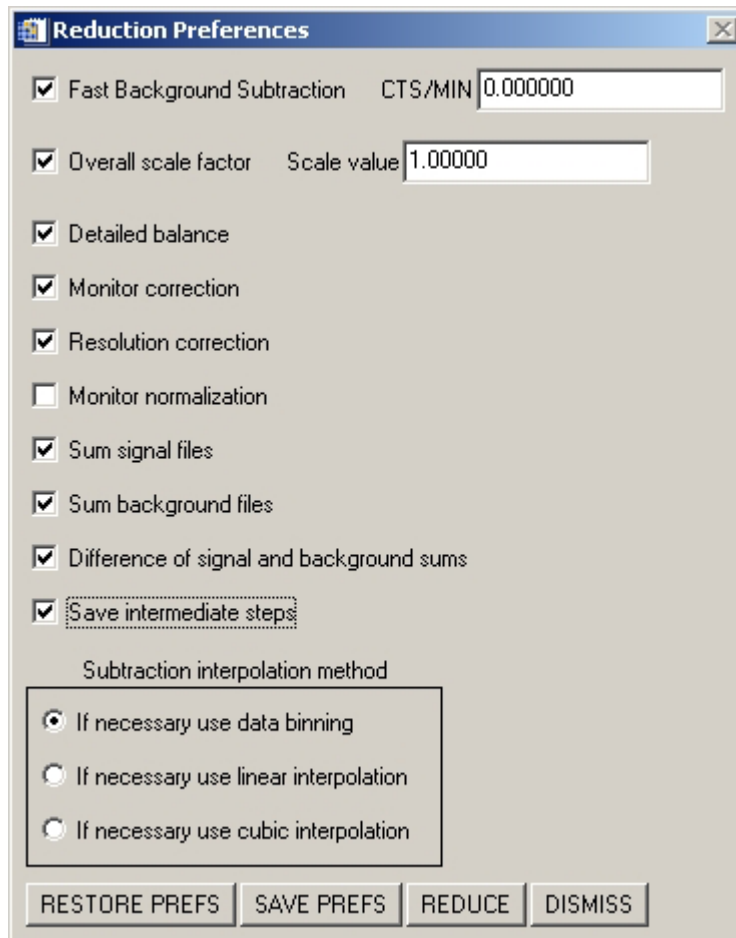 Reduction Preferences
Fast Background Subtraction CTS/MIN 0.000000
Overall scale factor Scale value 1.00000
Detailed balance
Monitor correction
Resolution correction
Monitor normalization
Sum signal files
Sum background files
Difference of signal and background sums
Save intermediate steps
Subtraction interpolation method
If necessary use data binning
If necessary use linear interpolation
If necessary use cubic interpolation
RESTORE PREFS SAVE PREFS REDUCE DISMISS